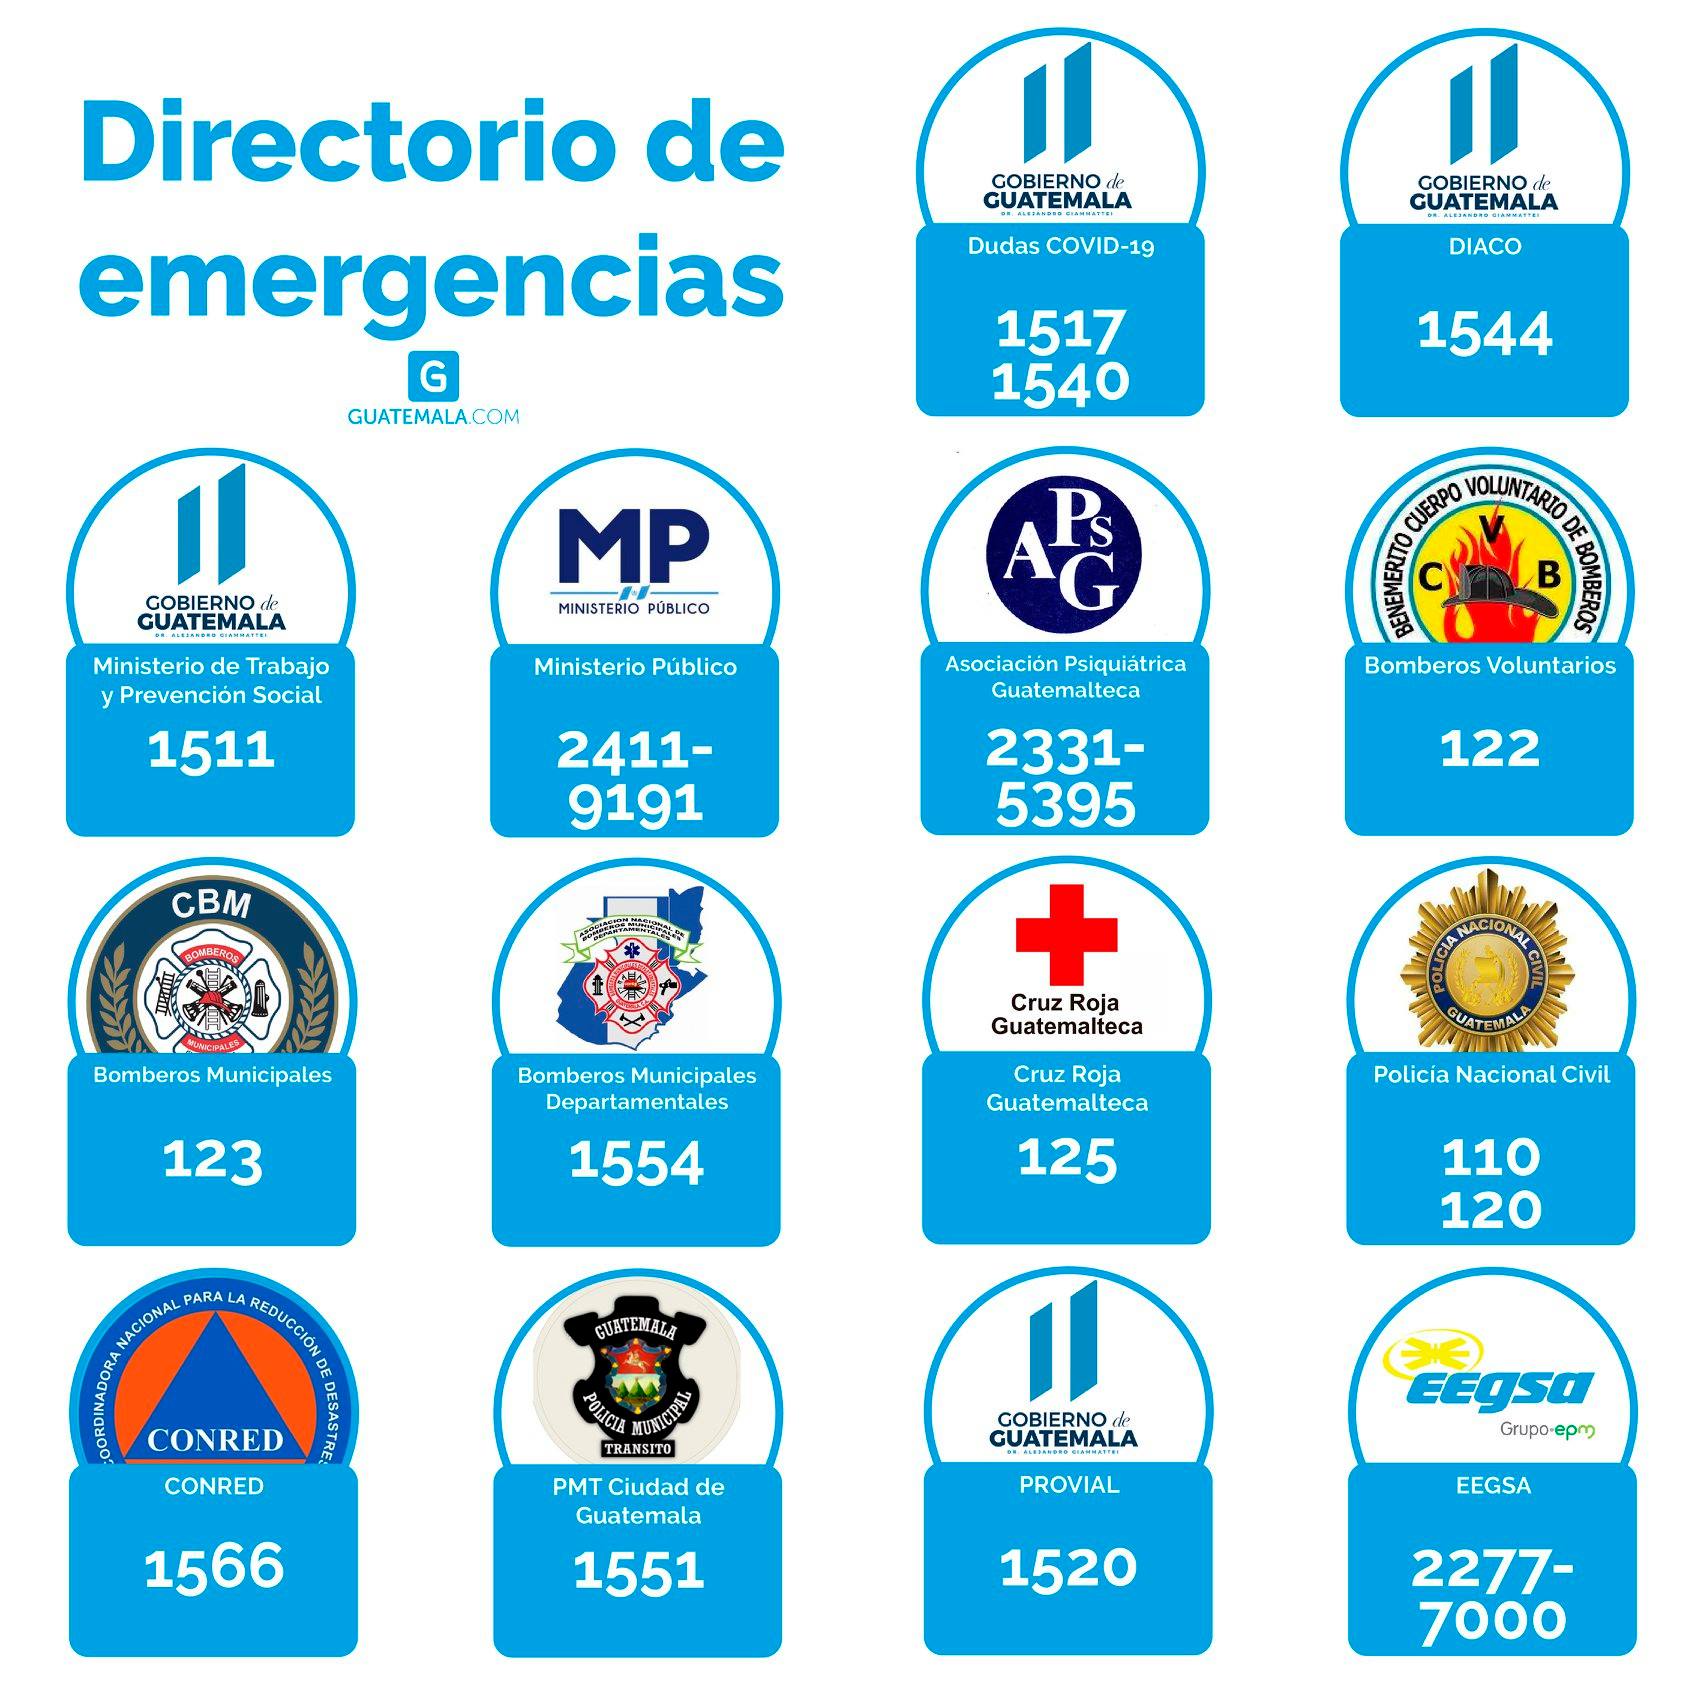 Directorio de
emergencias
G
GUATEMALA.COM
GOBIERNO de
GUATEMALA
DR. ALEJANDRO GIAMMATTEI
Dudas COVID-19
1517
1540
GOBIERNO de
GUATEMALA
DR. ALEJANDRO GIAMMATTEI
DIACO
1544
GOBIERNO de
GUATEMALA
DR. ALEJANDRO GIAMMATTEI
Ministerio de Trabajo
y Prevención Social
1511
MP
MINISTERIO PÚBLICO
Ministerio Público
2411-
9191
APsG
Asociación Psiquiátrica
Guatemalteca
2331-
5395
BENEMERITO CUERPO VOLUNTARIO DE BOMBEROS
C V B
Bomberos Voluntarios
122
CBM
BOMBEROS
MUNICIPALES
Bomberos Municipales
123
ASOCIACION NACIONAL DE
BOMBEROS MUNICIPALES
DEPARTAMENTALES
Bomberos Municipales
Departamentales
1554
Cruz Roja
Guatemalteca
Cruz Roja
Guatemalteca
125
POLICIA NACIONAL CIVIL
GUATEMALA
Policía Nacional Civil
110
120
COORDINADORA NACIONAL PARA LA REDUCCIÓN DE DESASTRES
CONRED
CONRED
1566
GUATEMALA
POLICIA MUNICIPAL
TRANSITO
PMT Ciudad de
Guatemala
1551
GOBIERNO de
GUATEMALA
DR. ALEJANDRO GIAMMATTEI
PROVIAL
1520
EEGSA
Grupo·epm
EEGSA
2277-
7000